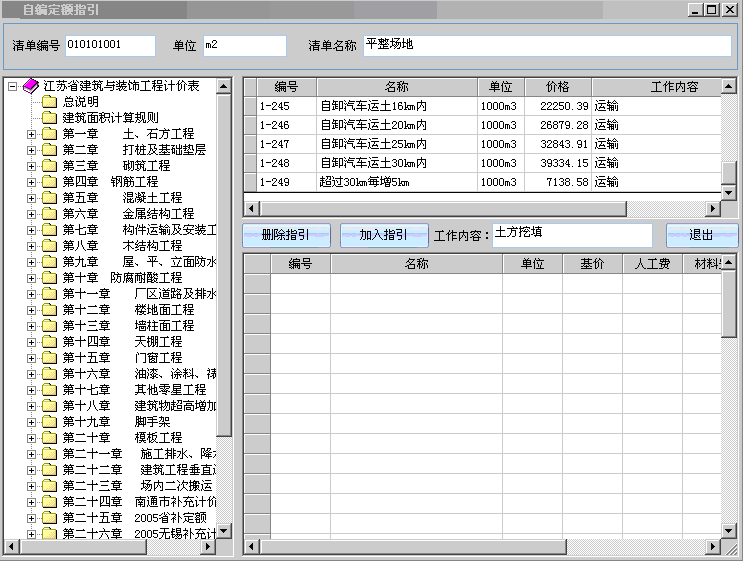 自编定额指引
清单编号 010101001 单位 m2 清单名称 平整场地
江苏省建筑与装饰工程计价表
总说明
建筑面积计算规则
第一章 土、石方工程
第二章 打桩及基础垫层
第三章 砌筑工程
第四章 钢筋工程
第五章 混凝土工程
第六章 金属结构工程
第七章 构件运输及安装工
第八章 木结构工程
第九章 屋、平、立面防水
第十章 防腐耐酸工程
第十一章 厂区道路及排水
第十二章 楼地面工程
第十三章 墙柱面工程
第十四章 天棚工程
第十五章 门窗工程
第十六章 油漆、涂料、裱
第十七章 其他零星工程
第十八章 建筑物超高增加
第十九章 脚手架
第二十章 模板工程
第二十一章 施工排水、降水
第二十二章 建筑工程垂直运
第二十三章 场内二次搬运
第二十四章 南通市补充计价
第二十五章 2005省补定额
第二十六章 2005无锡补充计
编号 名称 单位 价格 工作内容
1-245 自卸汽车运土16km内 1000m3 22250.39 运输
1-246 自卸汽车运土20km内 1000m3 26879.28 运输
1-247 自卸汽车运土25km内 1000m3 32843.91 运输
1-248 自卸汽车运土30km内 1000m3 39334.15 运输
1-249 超过30km每增5km 1000m3 7138.58 运输
删除指引 加入指引 工作内容： 土方挖填 退出
编号 名称 单位 基价 人工费 材料